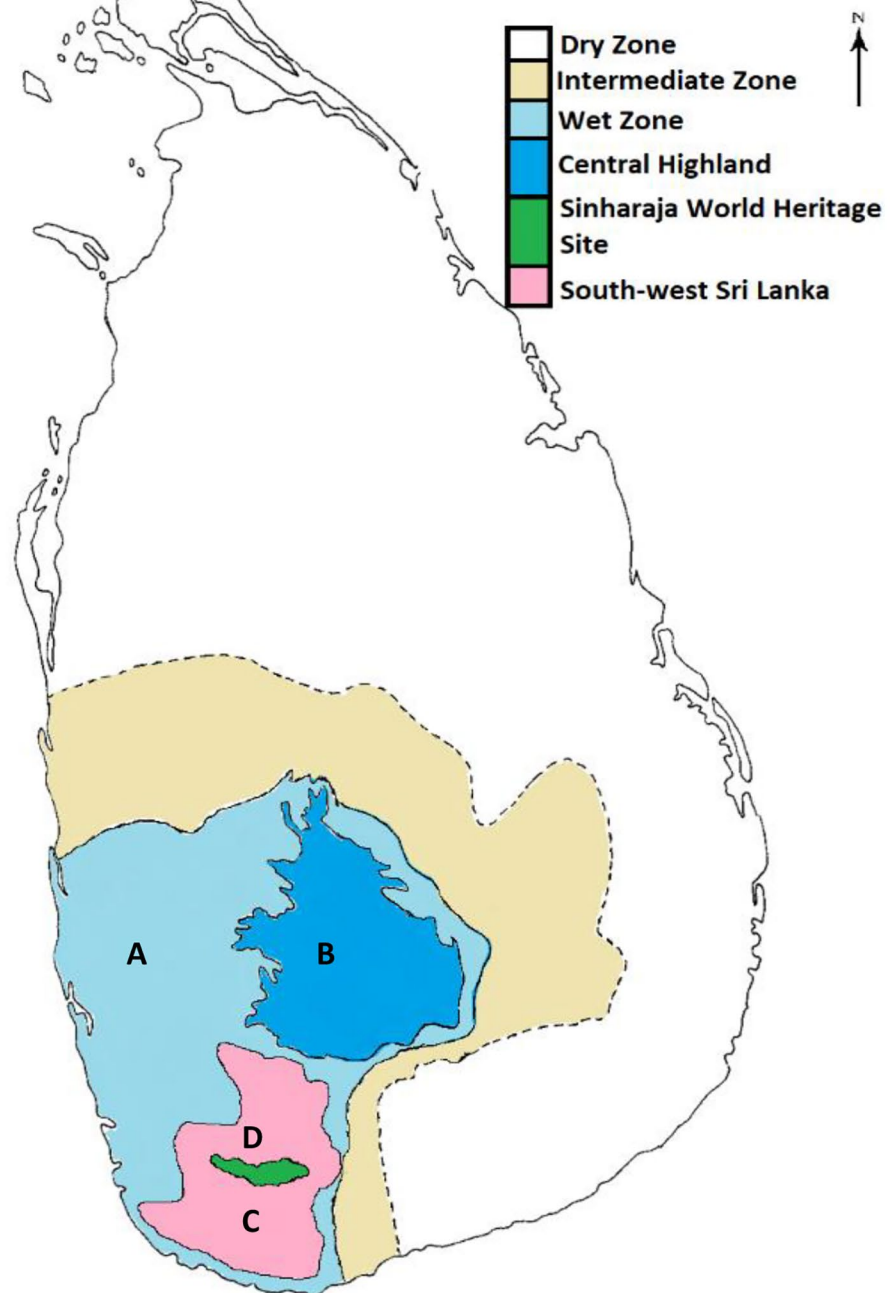 N
Dry Zone
Intermediate Zone
Wet Zone
Central Highland
Sinharaja World Heritage
Site
South-west Sri Lanka
A
B
D
C